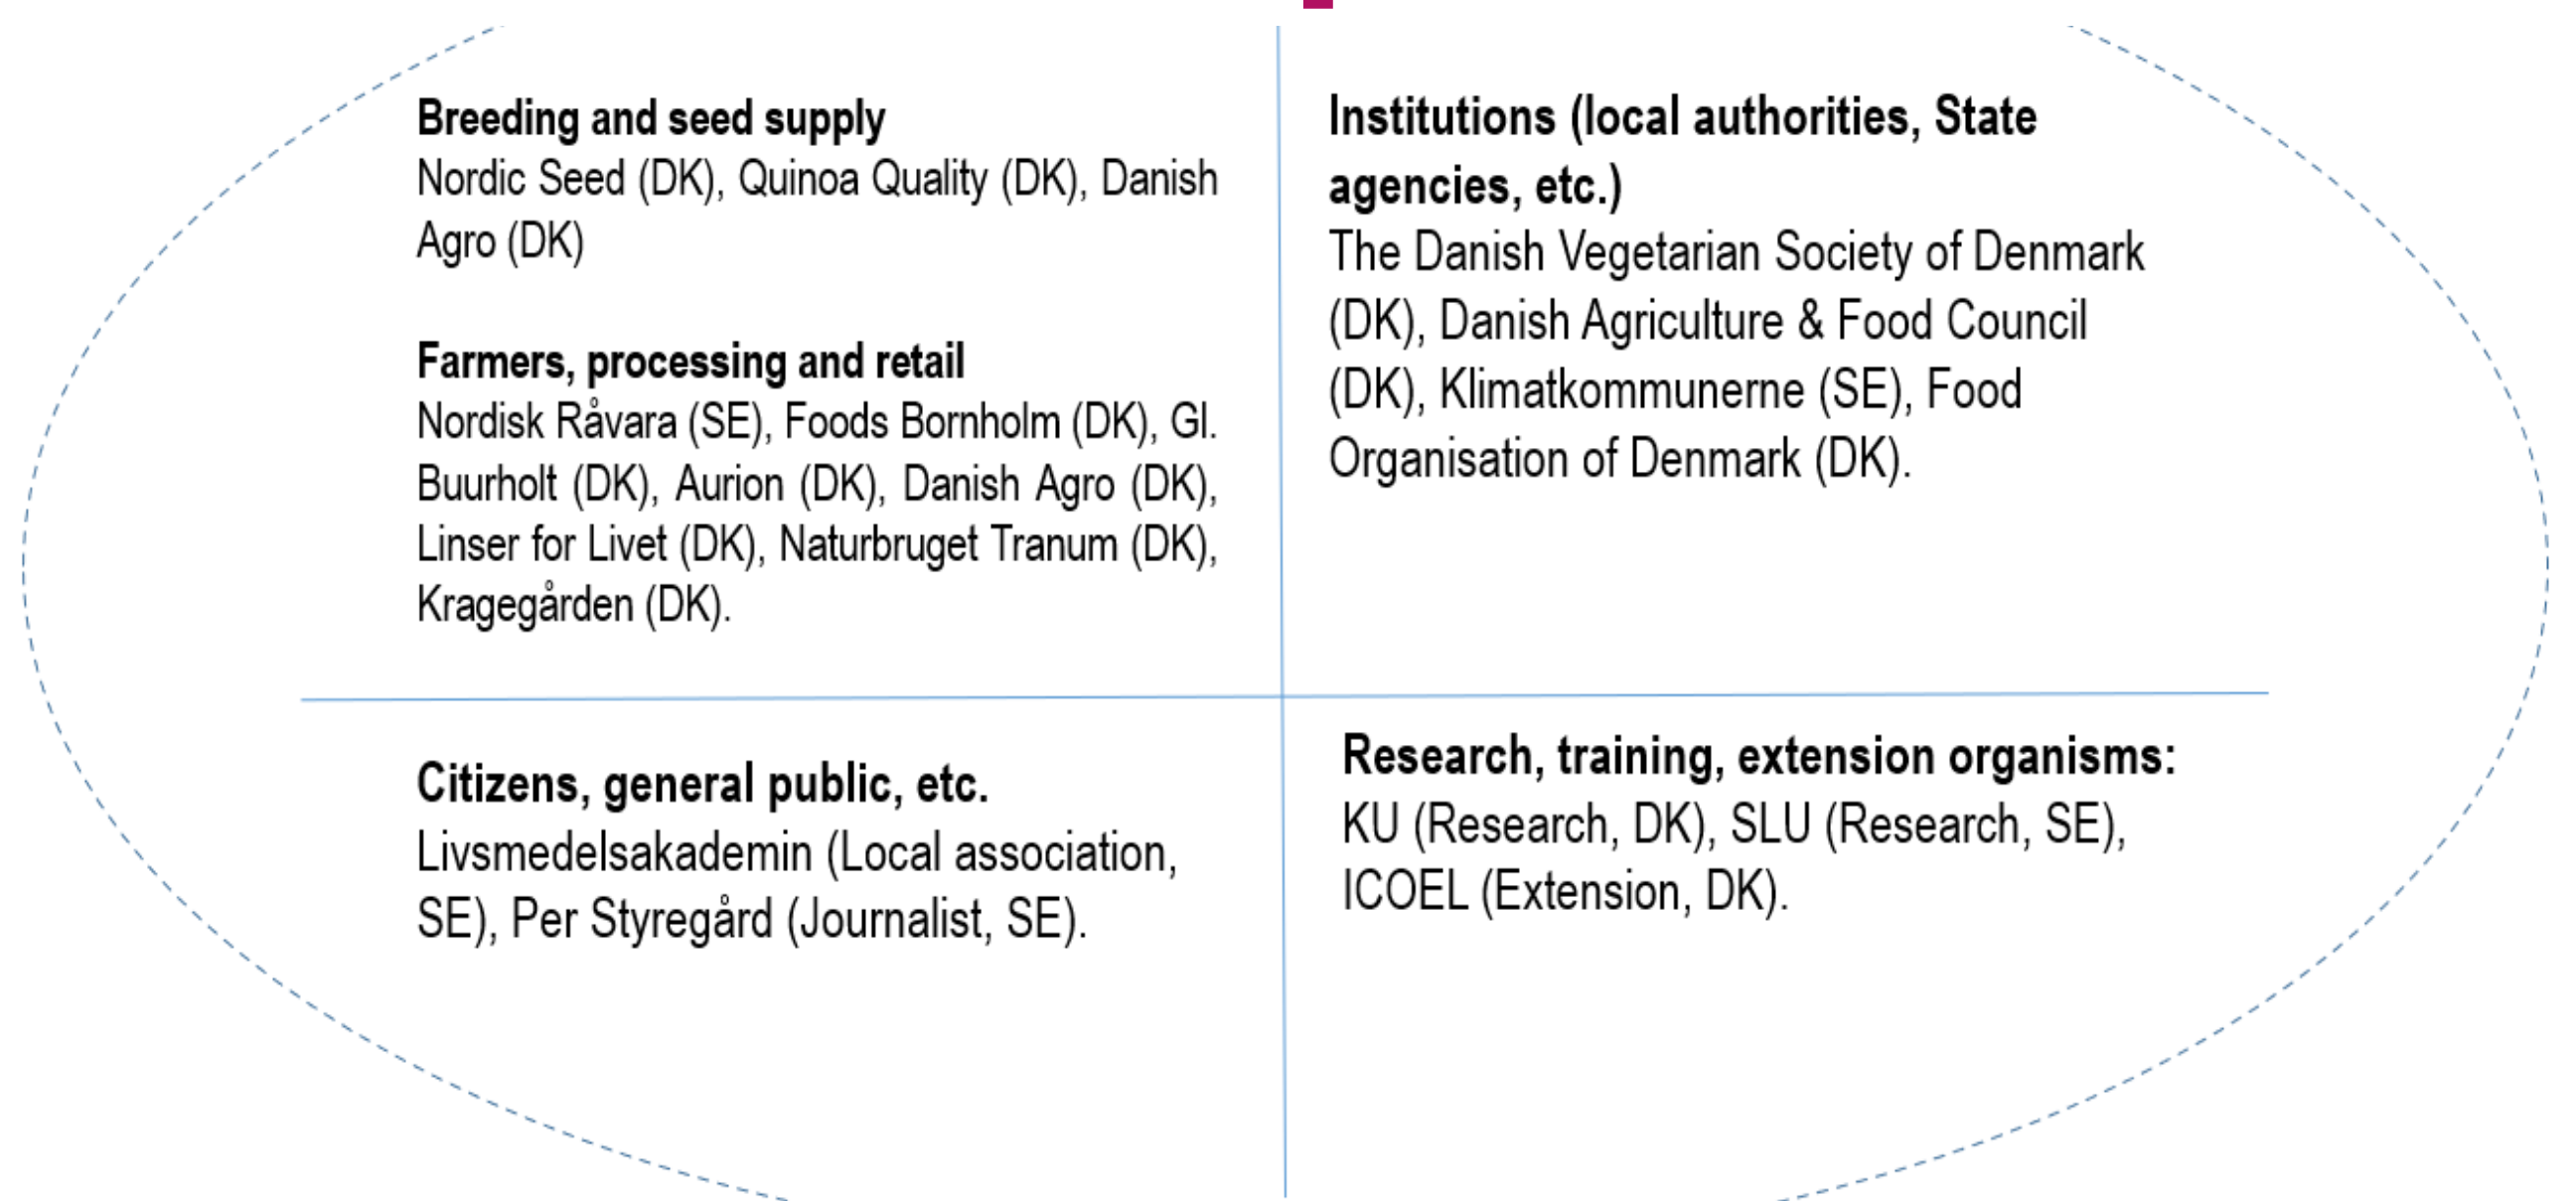 Breeding and seed supply
Nordic Seed (DK), Quinoa Quality (DK), Danish
Agro (DK)
Farmers, processing and retail
Nordisk Råvara (SE), Foods Bornholm (DK), Gl.
Buurholt (DK), Aurion (DK), Danish Agro (DK),
Linser for Livet (DK), Naturbruget Tranum (DK),
Kragegården (DK).
Institutions (local authorities, State
agencies, etc.)
The Danish Vegetarian Society of Denmark
(DK), Danish Agriculture & Food Council
(DK), Klimatkommunerne (SE), Food
Organisation of Denmark (DK).
Citizens, general public, etc.
Livsmedelsakademin (Local association,
SE), Per Styregård (Journalist, SE).
Research, training, extension organisms:
KU (Research, DK), SLU (Research, SE),
ICOEL (Extension, DK).